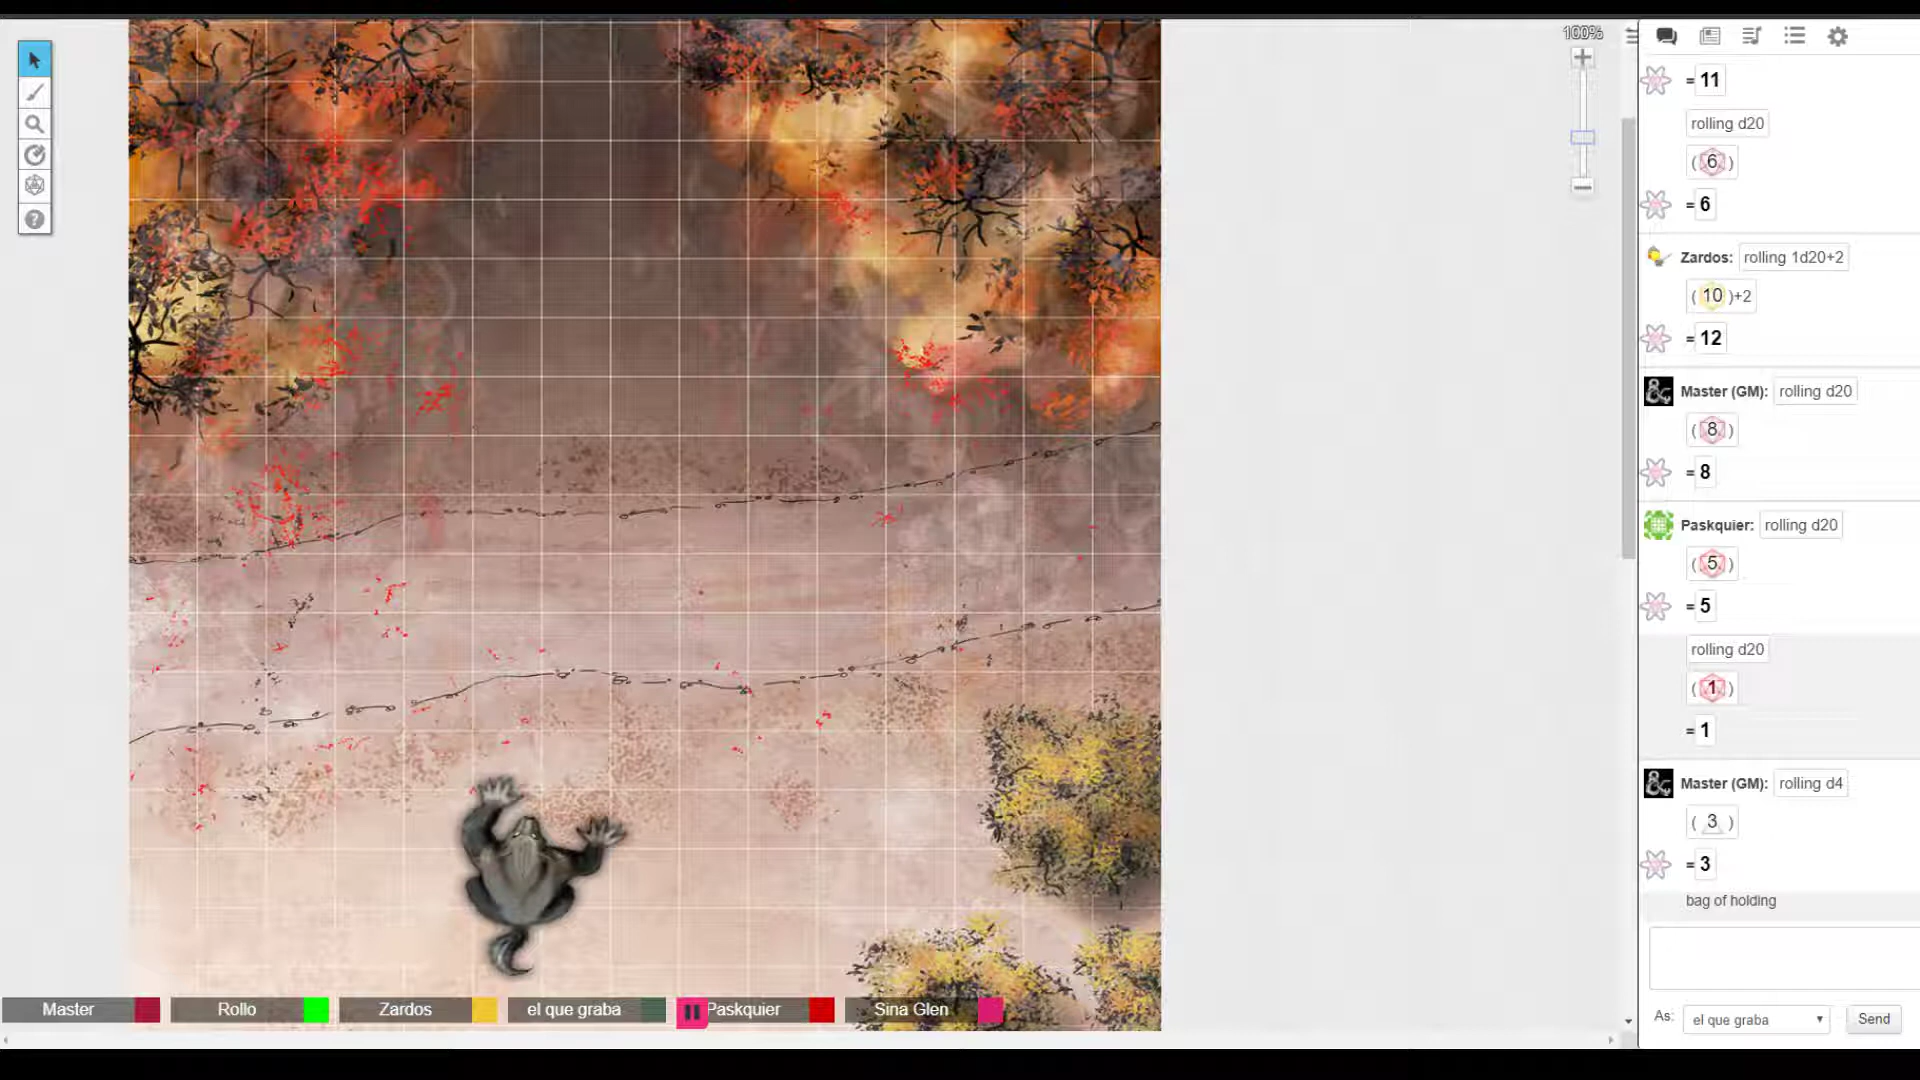 100%
= 11
rolling d20
(6)
= 6
Zardos: rolling 1d20+2
(10)+2
= 12
Master (GM): rolling d20
(8)
= 8
Paskquier: rolling d20
(5)
= 5
rolling d20
(1)
= 1
Master (GM): rolling d4
(3)
= 3
bag of holding
As: el que graba Send
Master Rollo Zardos el que graba Paskquier Sina Glen